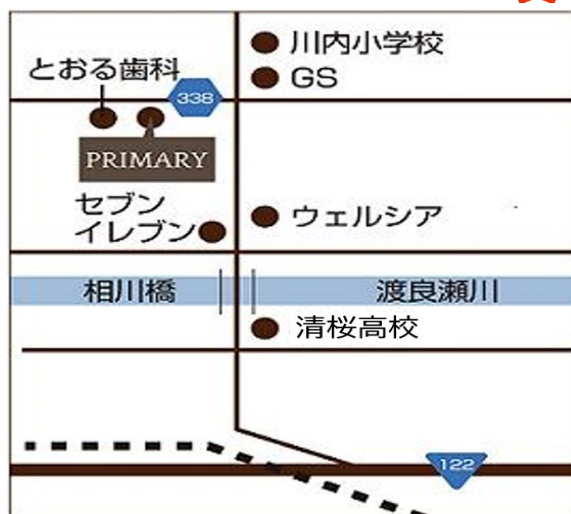 川内小学校
とおる歯科
GS
338
PRIMARY
セブン
イレブン
ウェルシア
相川橋
渡良瀬川
清桜高校
122